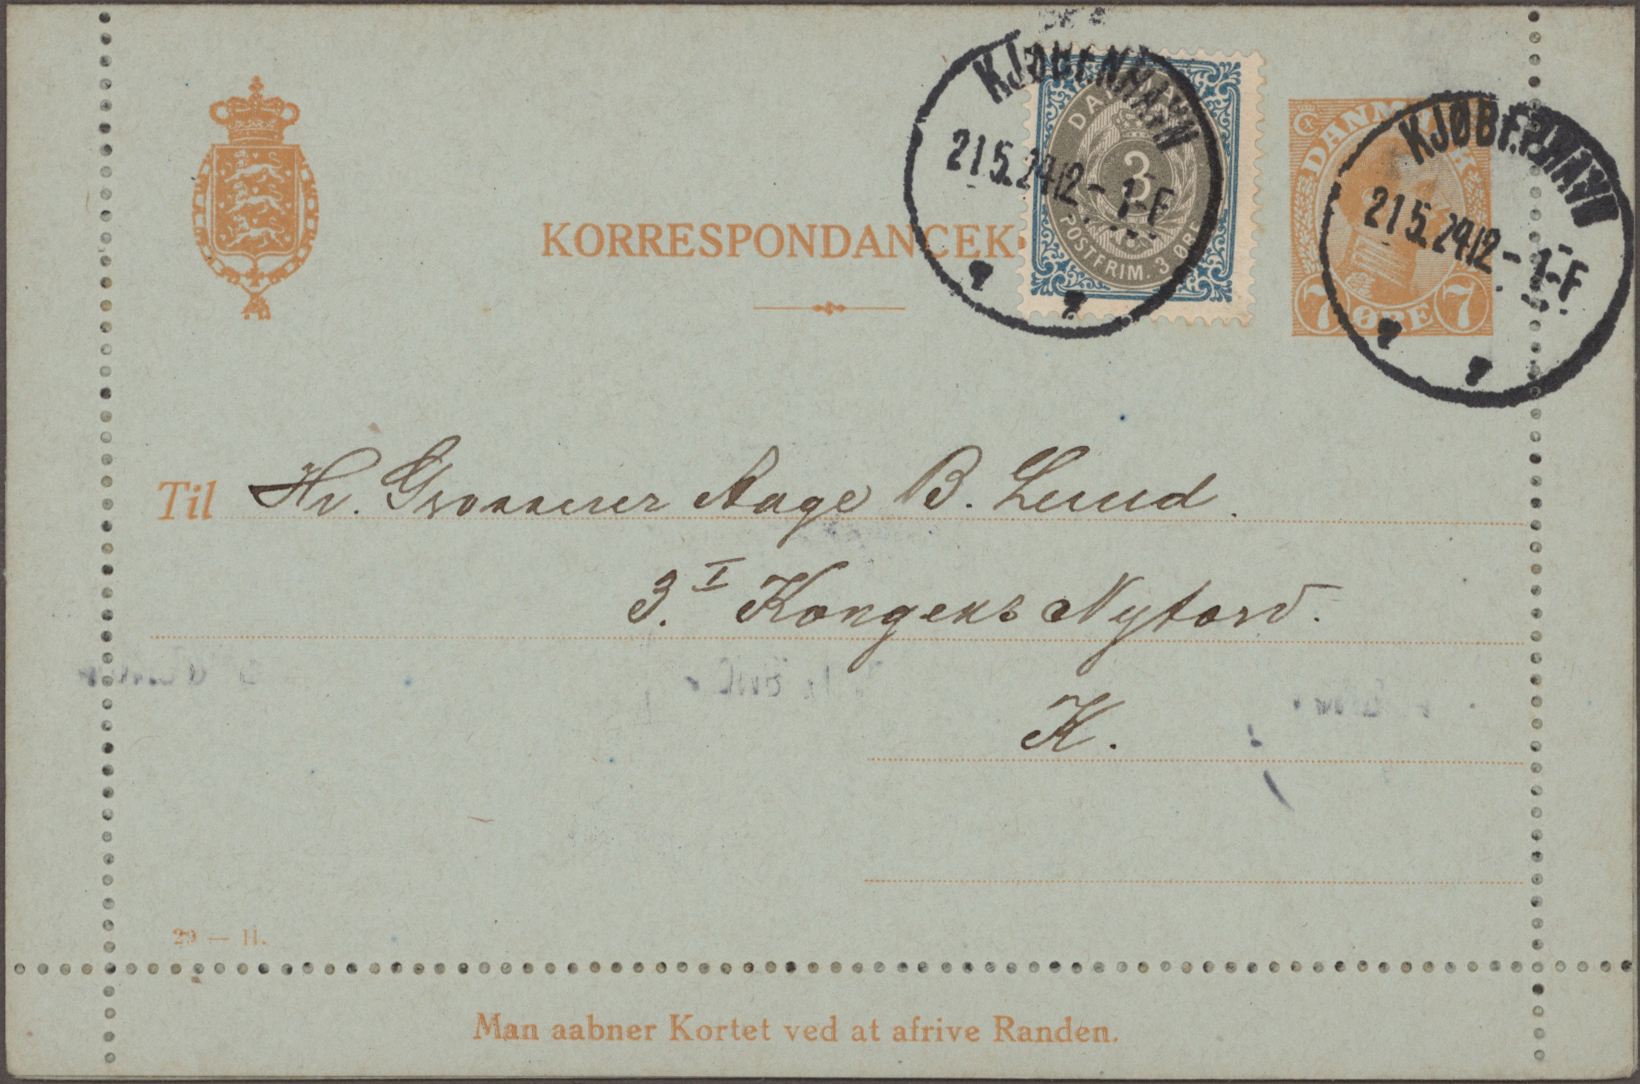 KJØBENHAVN
21 5. 24 12 - 1-F
DANMARK
3
POSTFRIM. 3 ØRE
KJØBENHAVN
21 5. 24 12 - 1-F
DANMARK
7 ØRE 7
KORRESPONDANCEK
Til Hr. Grosserer Aage B. Lund.
3.I Kongens Nytorv.
K.
29 — H.
Man aabner Kortet ved at afrive Randen.